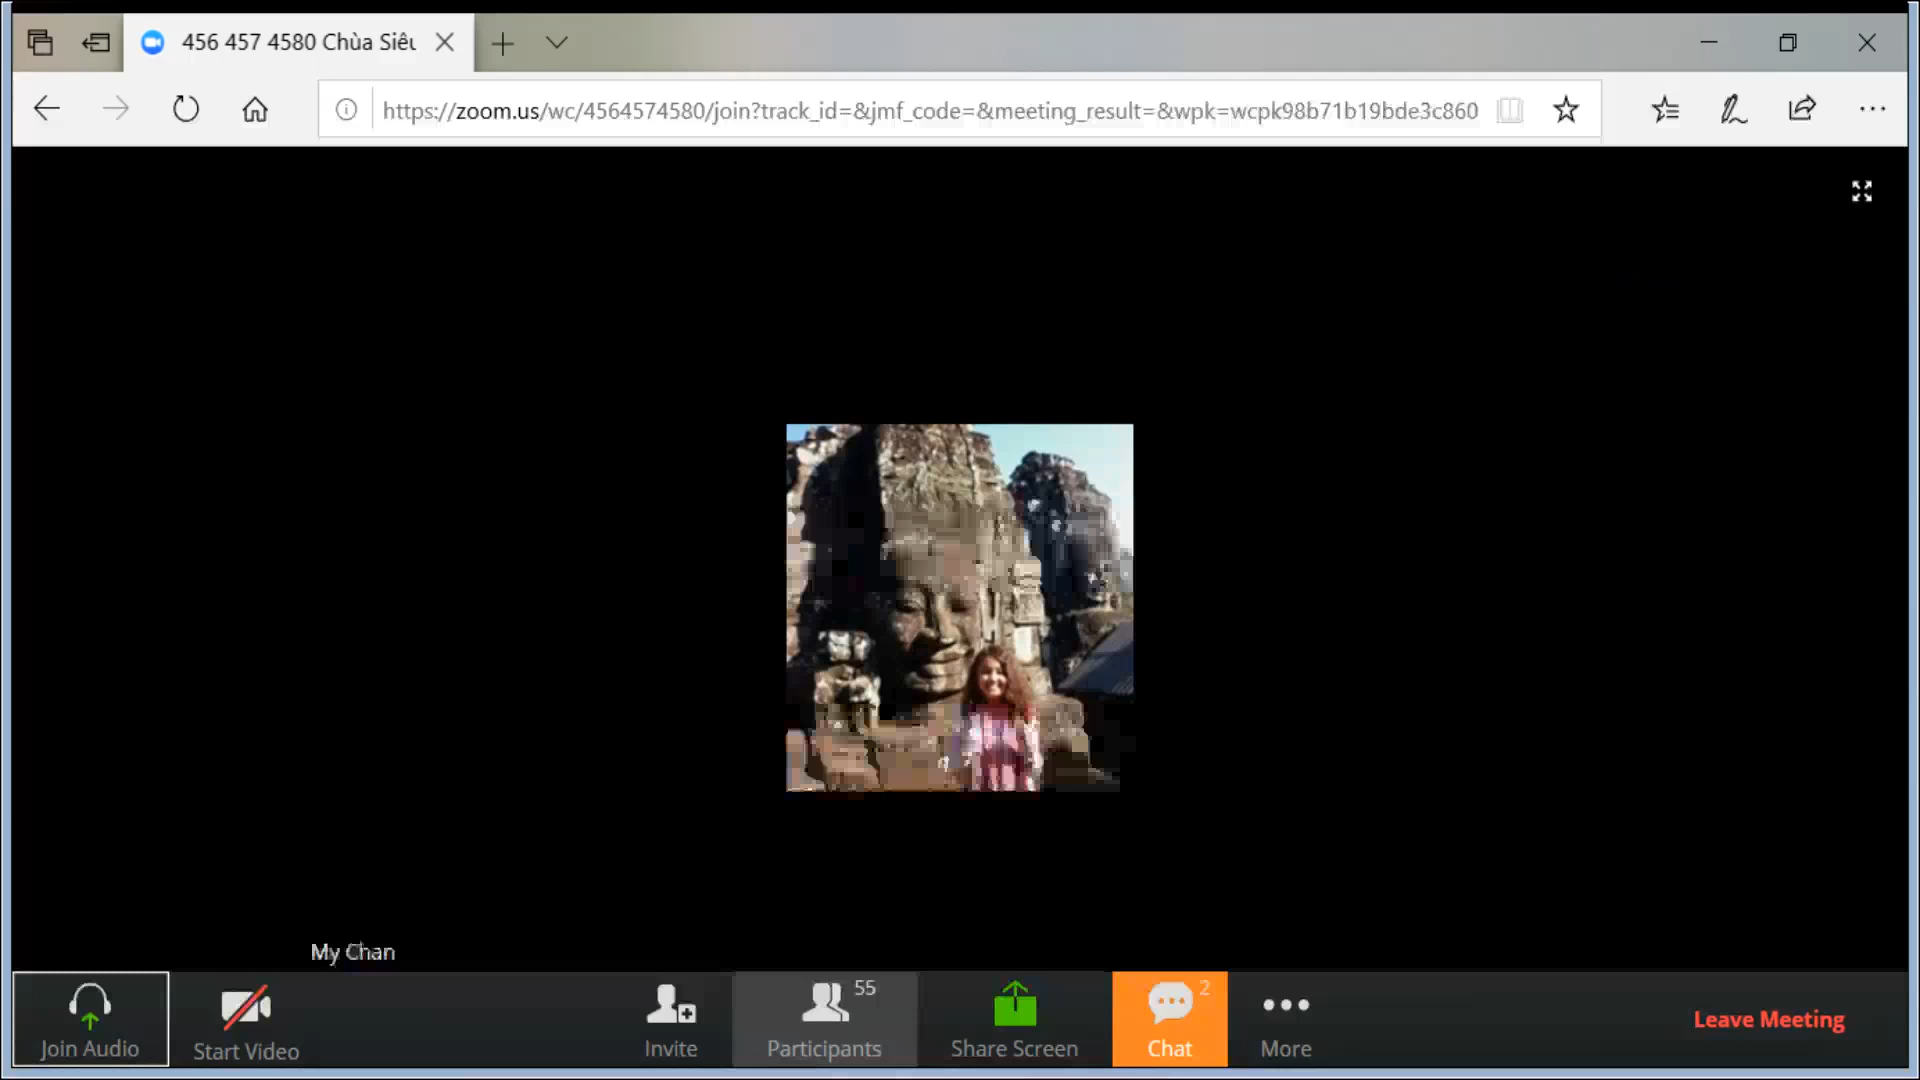 456 457 4580 Chùa Siêu
https://zoom.us/wc/4564574580/join?track_id=&jmf_code=&meeting_result=&wpk=wcpk98b71b19bde3c860
My Chan
55
2
Join Audio
Start Video
Invite
Participants
Share Screen
Chat
More
Leave Meeting